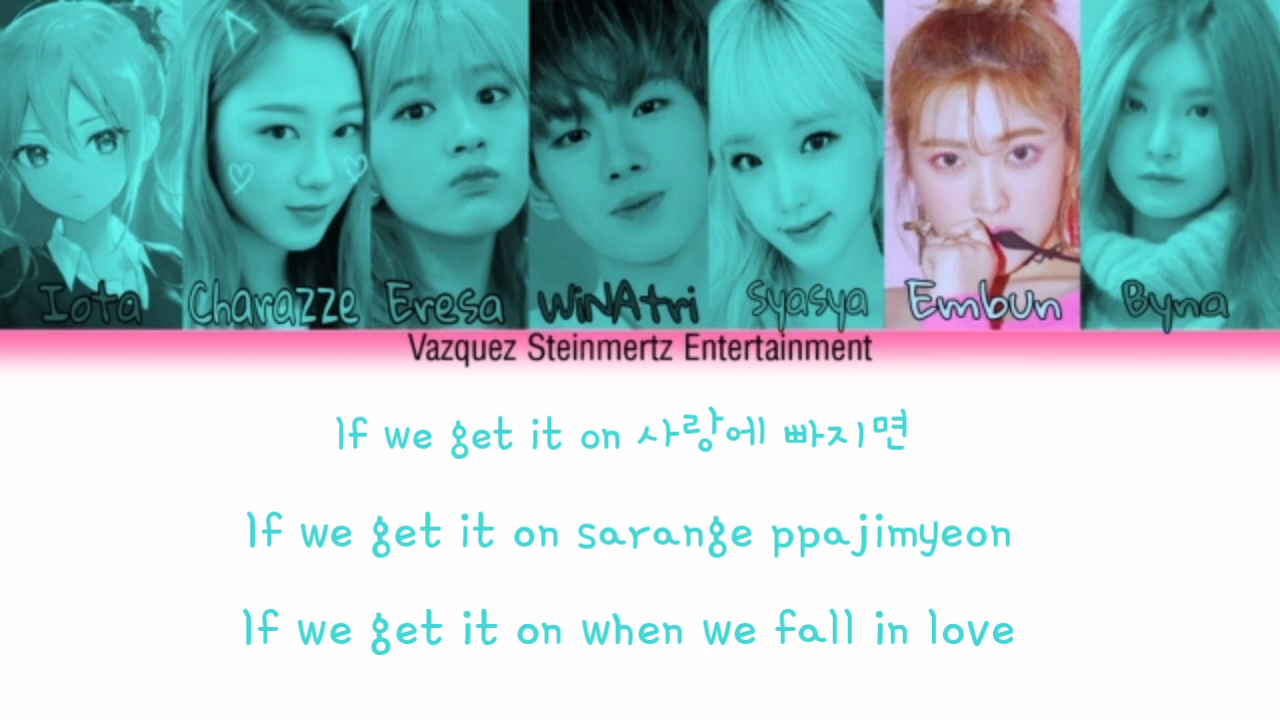 Iota Charazze Eresa WiNAtri Syasya Embun Byna
Vazquez Steinmertz Entertainment
If we get it on 사랑에 빠지면
If we get it on sarange ppajimyeon
If we get it on when we fall in love